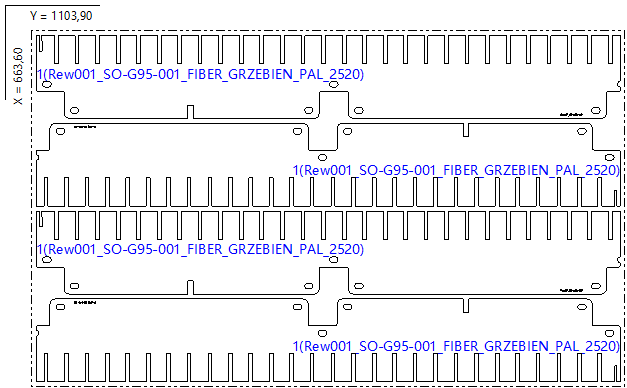 Y = 1103,90
X = 663,60
1(Rew001_SO-G95-001_FIBER_GRZEBIEN_PAL_2520)
1(Rew001_SO-G95-001_FIBER_GRZEBIEN_PAL_2520)
1(Rew001_SO-G95-001_FIBER_GRZEBIEN_PAL_2520)
1(Rew001_SO-G95-001_FIBER_GRZEBIEN_PAL_2520)